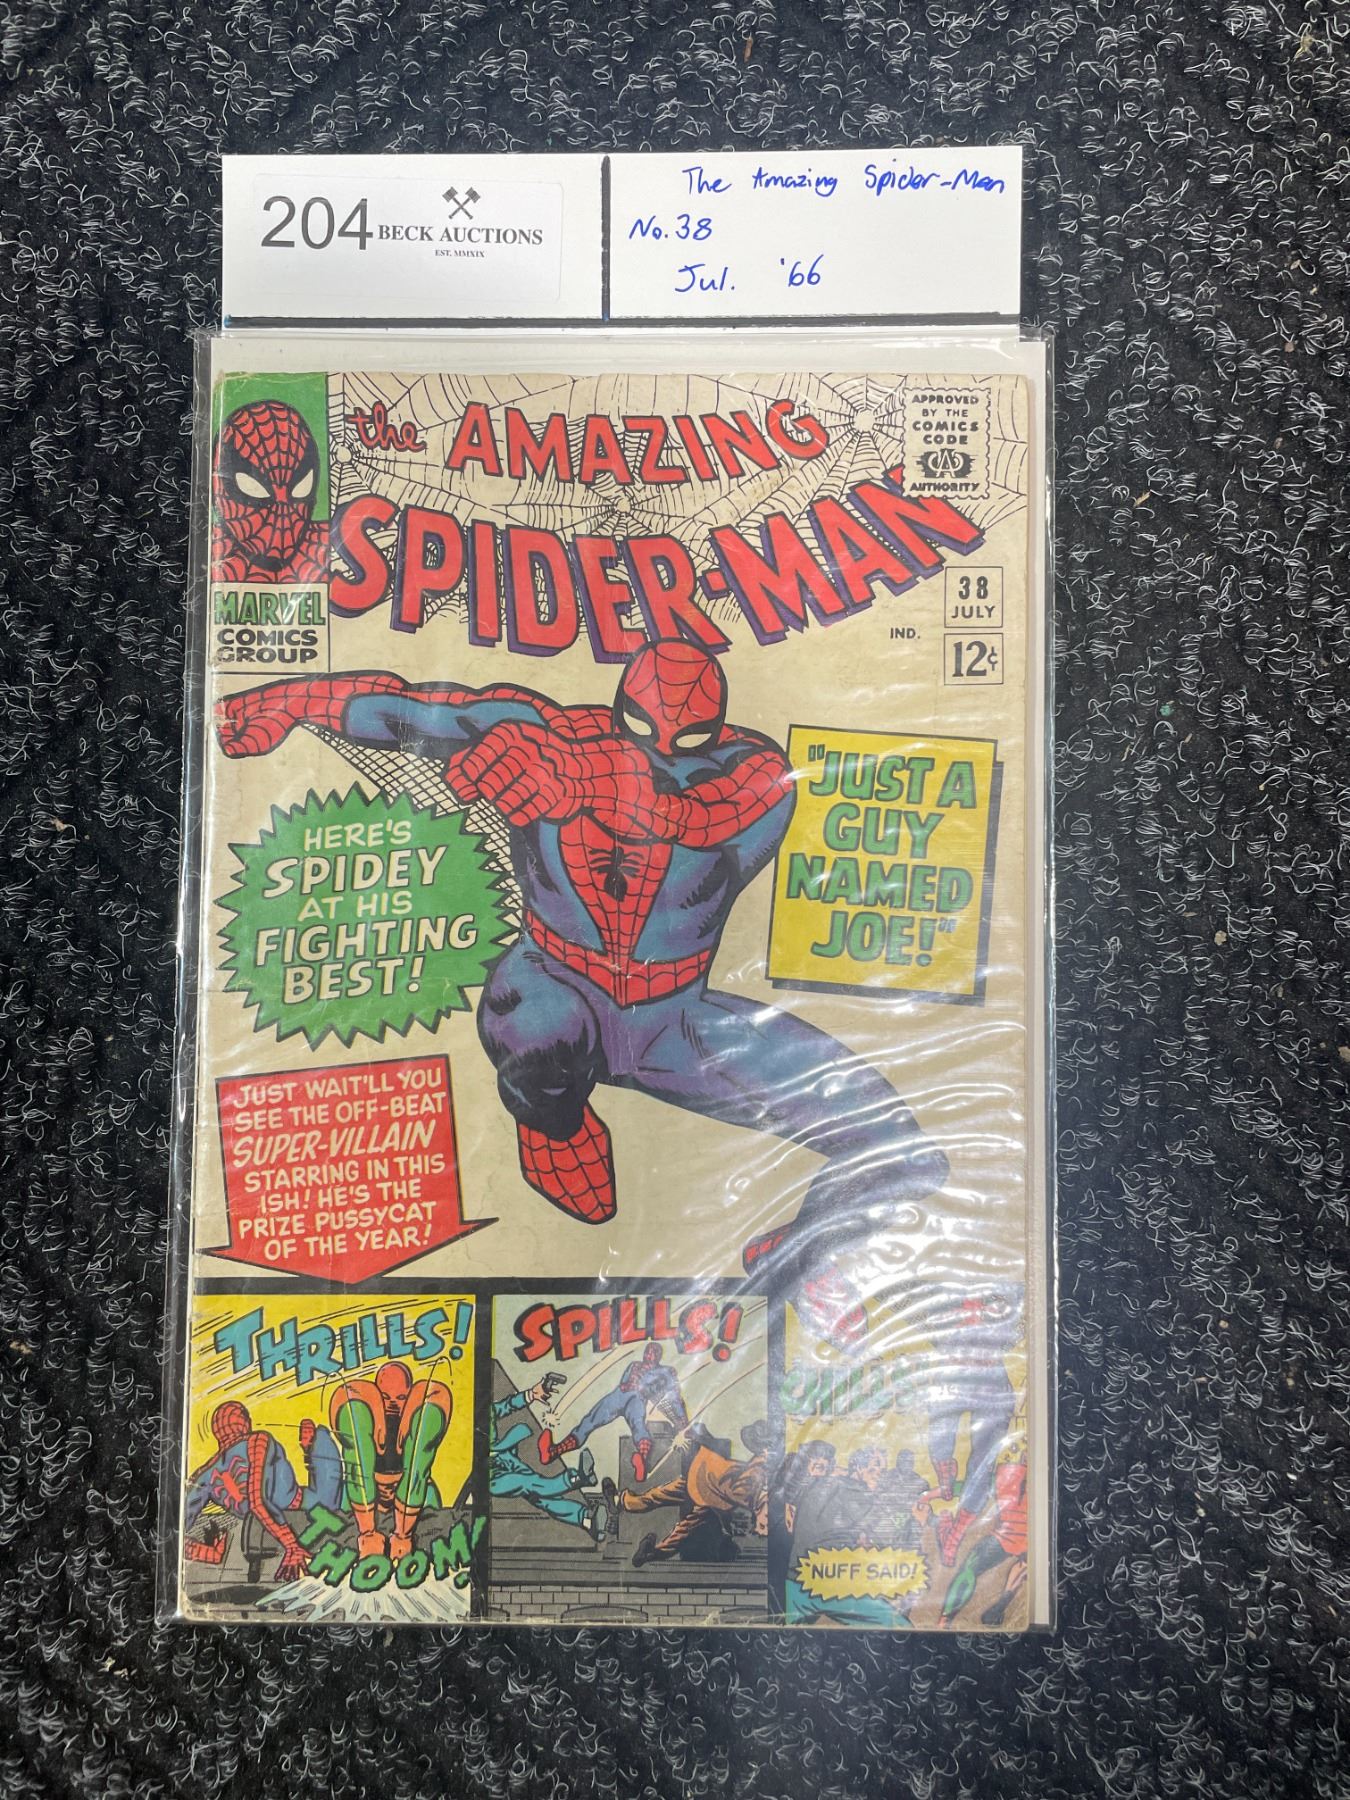 204
BECK AUCTIONS
EST. MMXIX
The Amazing Spider-Man
No. 38
Jul. '66
the AMAZING
SPIDER-MAN
APPROVED
BY THE
COMICS
CODE
CA
AUTHORITY
MARVEL
COMICS
GROUP
38
JULY
IND.
12¢
"JUST A
GUY
NAMED
JOE!"
HERE'S
SPIDEY
AT HIS
FIGHTING
BEST!
JUST WAIT'LL YOU
SEE THE OFF-BEAT
SUPER-VILLAIN
STARRING IN THIS
ISH! HE'S THE
PRIZE PUSSYCAT
OF THE YEAR!
THRILLS!
THOOM!
SPILLS!
CHILLS!
'NUFF SAID!